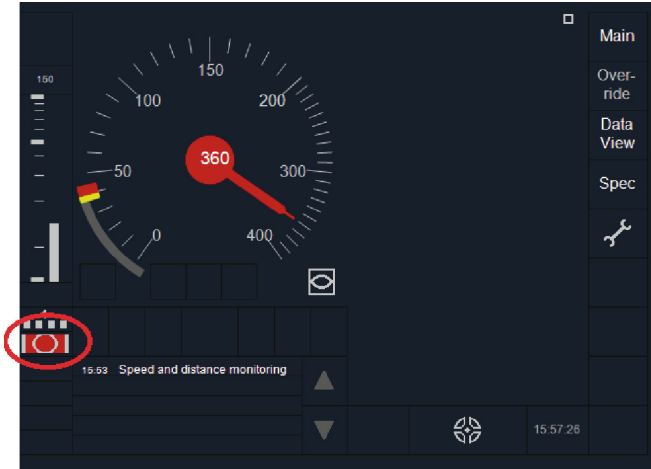 Main
150
Over-
ride
100
200
Data
View
360
50
300
Spec
0
400
15:53 Speed and distance monitoring
15:57:26